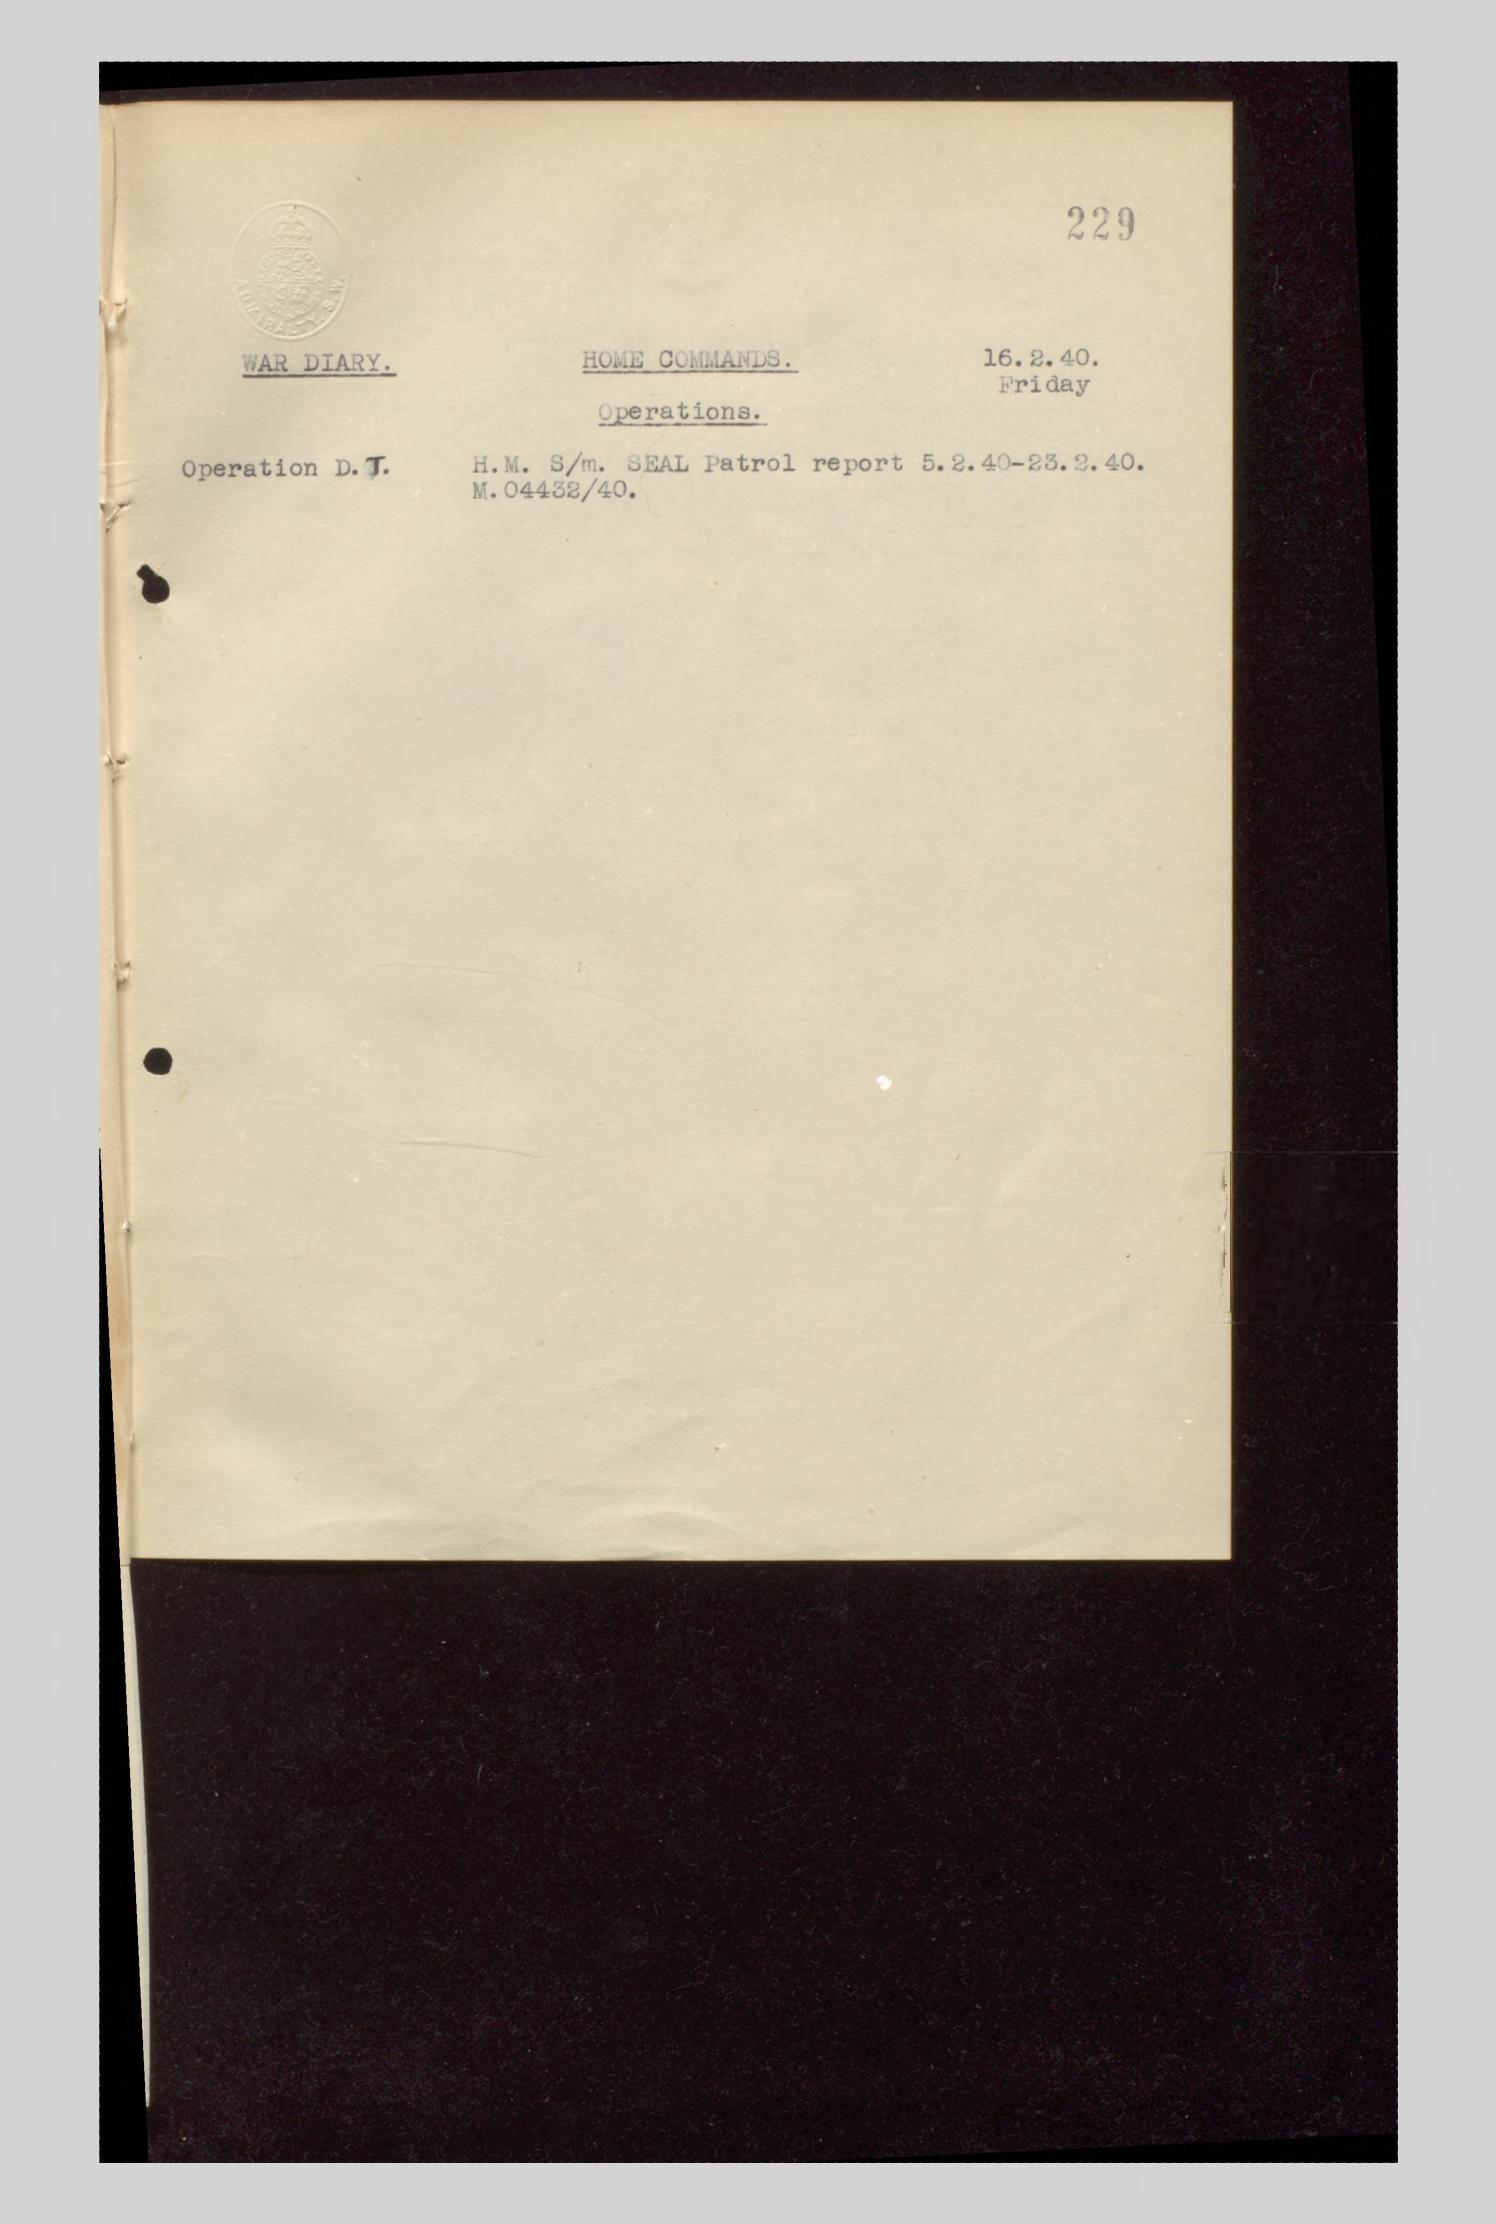 229
ADMIRALTY. S.W.
WAR DIARY. HOME COMMANDS. 16.2.40.
Friday
Operations.
Operation D.T. H.M. S/m. SEAL Patrol report 5.2.40-23.2.40.
M.04432/40.